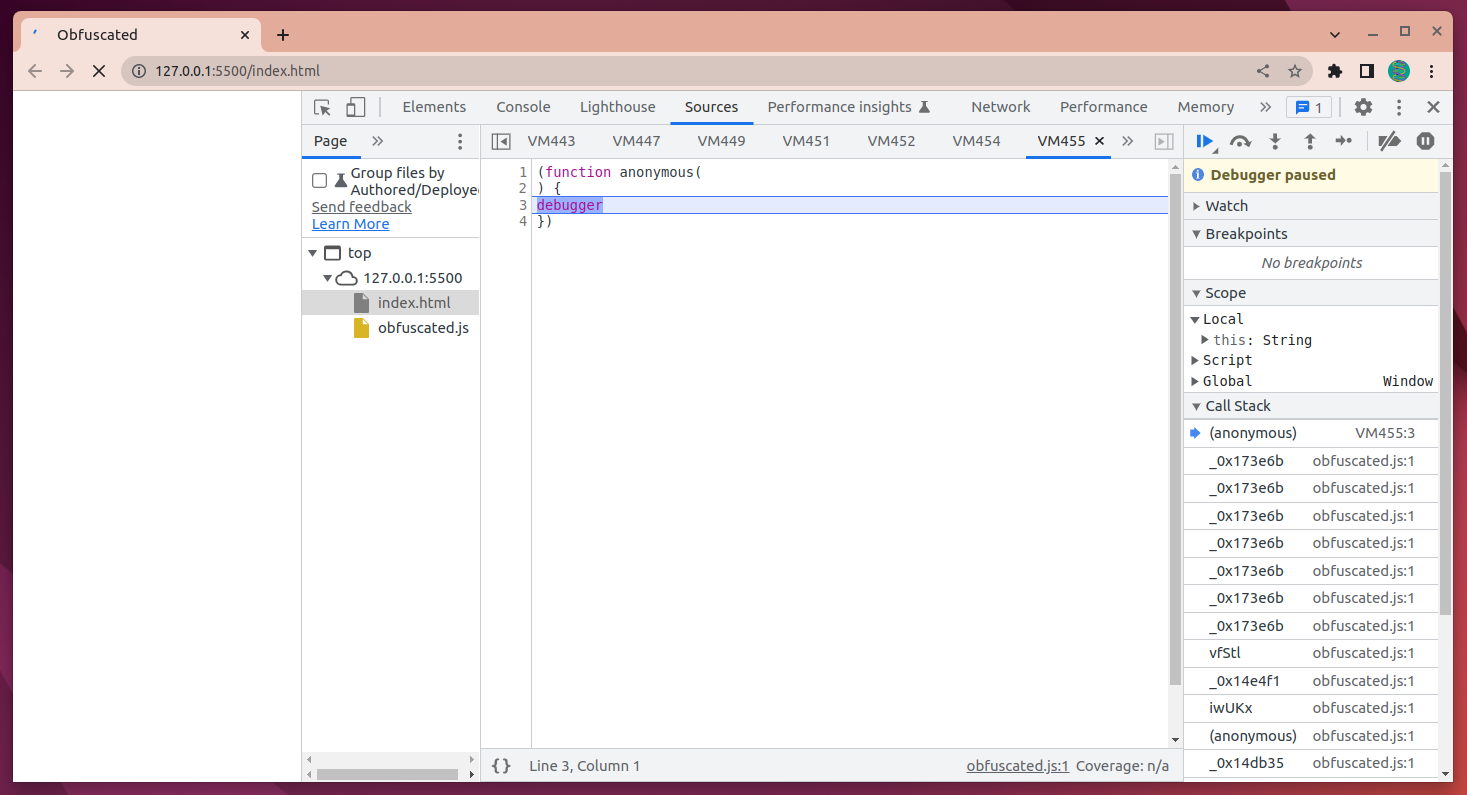 Obfuscated
127.0.0.1:5500/index.html
Elements Console Lighthouse Sources Performance insights Network Performance Memory 1
Page
VM443 VM447 VM449 VM451 VM452 VM454 VM455
Group files by
Authored/Deploye
Send feedback
Learn More
top
127.0.0.1:5500
index.html
obfuscated.js
1 (function anonymous(
2 ) {
3 debugger
4 })
{} Line 3, Column 1 obfuscated.js:1 Coverage: n/a
Debugger paused
Watch
Breakpoints
No breakpoints
Scope
Local
this: String
Script
Global Window
Call Stack
(anonymous) VM455:3
_0x173e6b obfuscated.js:1
_0x173e6b obfuscated.js:1
_0x173e6b obfuscated.js:1
_0x173e6b obfuscated.js:1
_0x173e6b obfuscated.js:1
_0x173e6b obfuscated.js:1
_0x173e6b obfuscated.js:1
vfStl obfuscated.js:1
_0x14e4f1 obfuscated.js:1
iwUKx obfuscated.js:1
(anonymous) obfuscated.js:1
_0x14db35 obfuscated.js:1